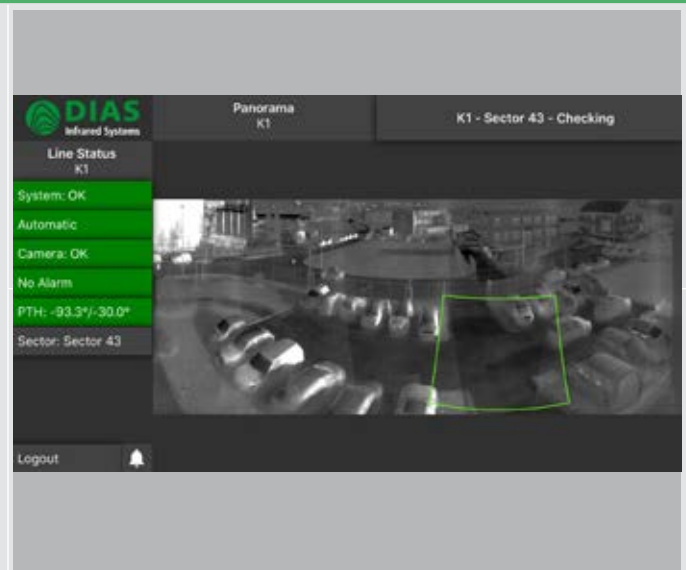 DIAS
Infrared Systems
Panorama
K1
K1 - Sector 43 - Checking
Line Status
K1
System: OK
Automatic
Camera: OK
No Alarm
PTH: -93.3°/-30.0°
Sector: Sector 43
Logout